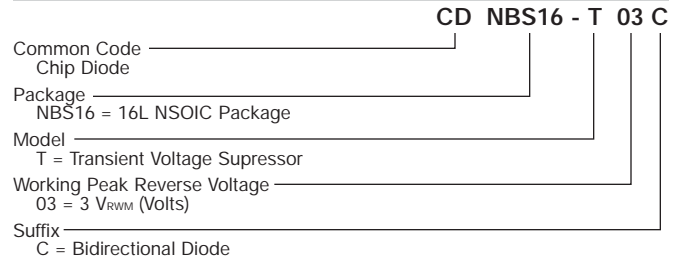 CD NBS16 - T 03 C
Common Code
Chip Diode
Package
NBS16 = 16L NSOIC Package
Model
T = Transient Voltage Supressor
Working Peak Reverse Voltage
03 = 3 VRWM (Volts)
Suffix
C = Bidirectional Diode